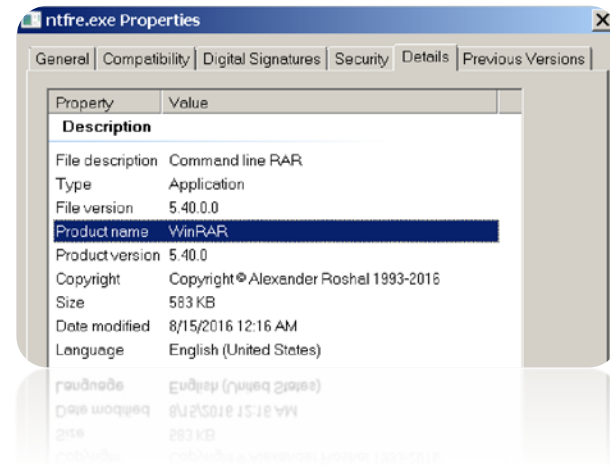 ntfre.exe Properties
General Compatibility Digital Signatures Security Details Previous Versions
Property Value
Description
File description Command line RAR
Type Application
File version 5.40.0.0
Product name WinRAR
Product version 5.40.0
Copyright Copyright © Alexander Roshal 1993-2016
Size 583 KB
Date modified 8/15/2016 12:16 AM
Language English (United States)